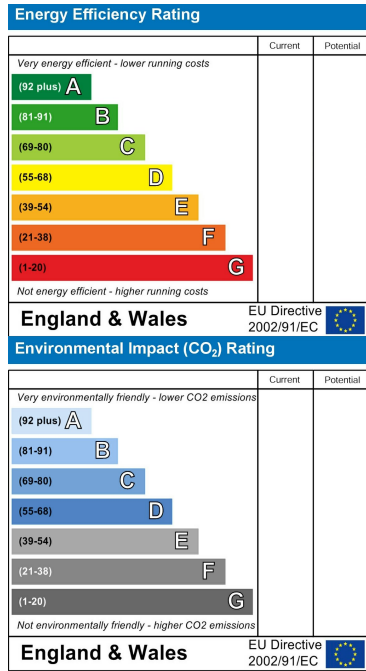 Energy Efficiency Rating
Current Potential
Very energy efficient - lower running costs
(92 plus) A
(81-91) B
(69-80) C
(55-68) D
(39-54) E
(21-38) F
(1-20) G
Not energy efficient - higher running costs
England & Wales
EU Directive
2002/91/EC
Environmental Impact (CO₂) Rating
Current Potential
Very environmentally friendly - lower CO2 emissions
(92 plus) A
(81-91) B
(69-80) C
(55-68) D
(39-54) E
(21-38) F
(1-20) G
Not environmentally friendly - higher CO2 emissions
England & Wales
EU Directive
2002/91/EC